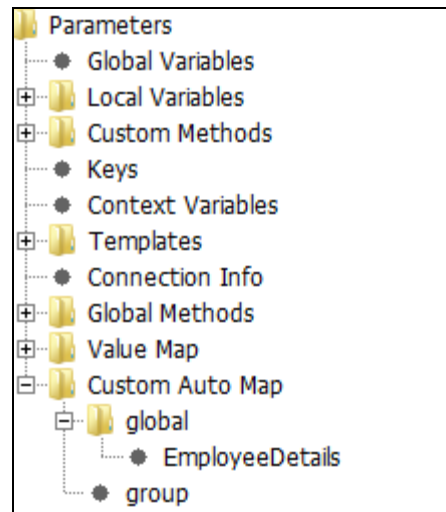 Parameters
Global Variables
Local Variables
Custom Methods
Keys
Context Variables
Templates
Connection Info
Global Methods
Value Map
Custom Auto Map
global
EmployeeDetails
group